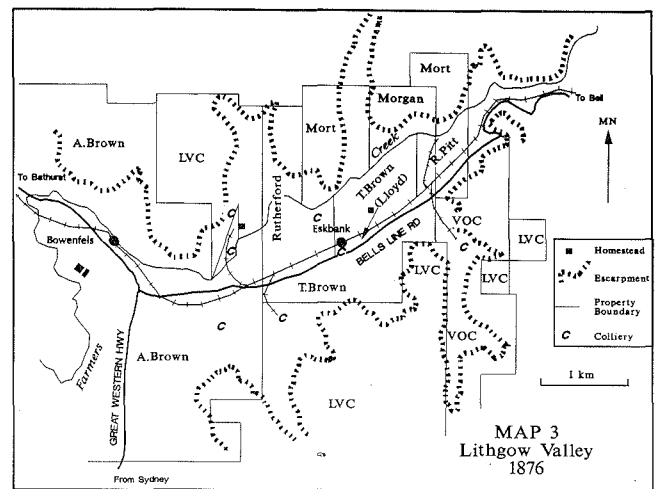 Mort
To Bell
Morgan
MN
A.Brown
LVC
Mort
Creek
R.Pitt
T.Brown
(Lloyd)
To Bathurst
C
Rutherford
C
Eskbank
VOC
C
C
Homestead
Bowenfels
C
BELLS LINE RD
C
LVC
LVC
Escarpment
LVC
T.Brown
Property
Boundary
C
C
VOC
C
Colliery
A.Brown
Farmers
GREAT WESTERN HWY
1 km
LVC
MAP 3
Lithgow Valley
1876
From Sydney